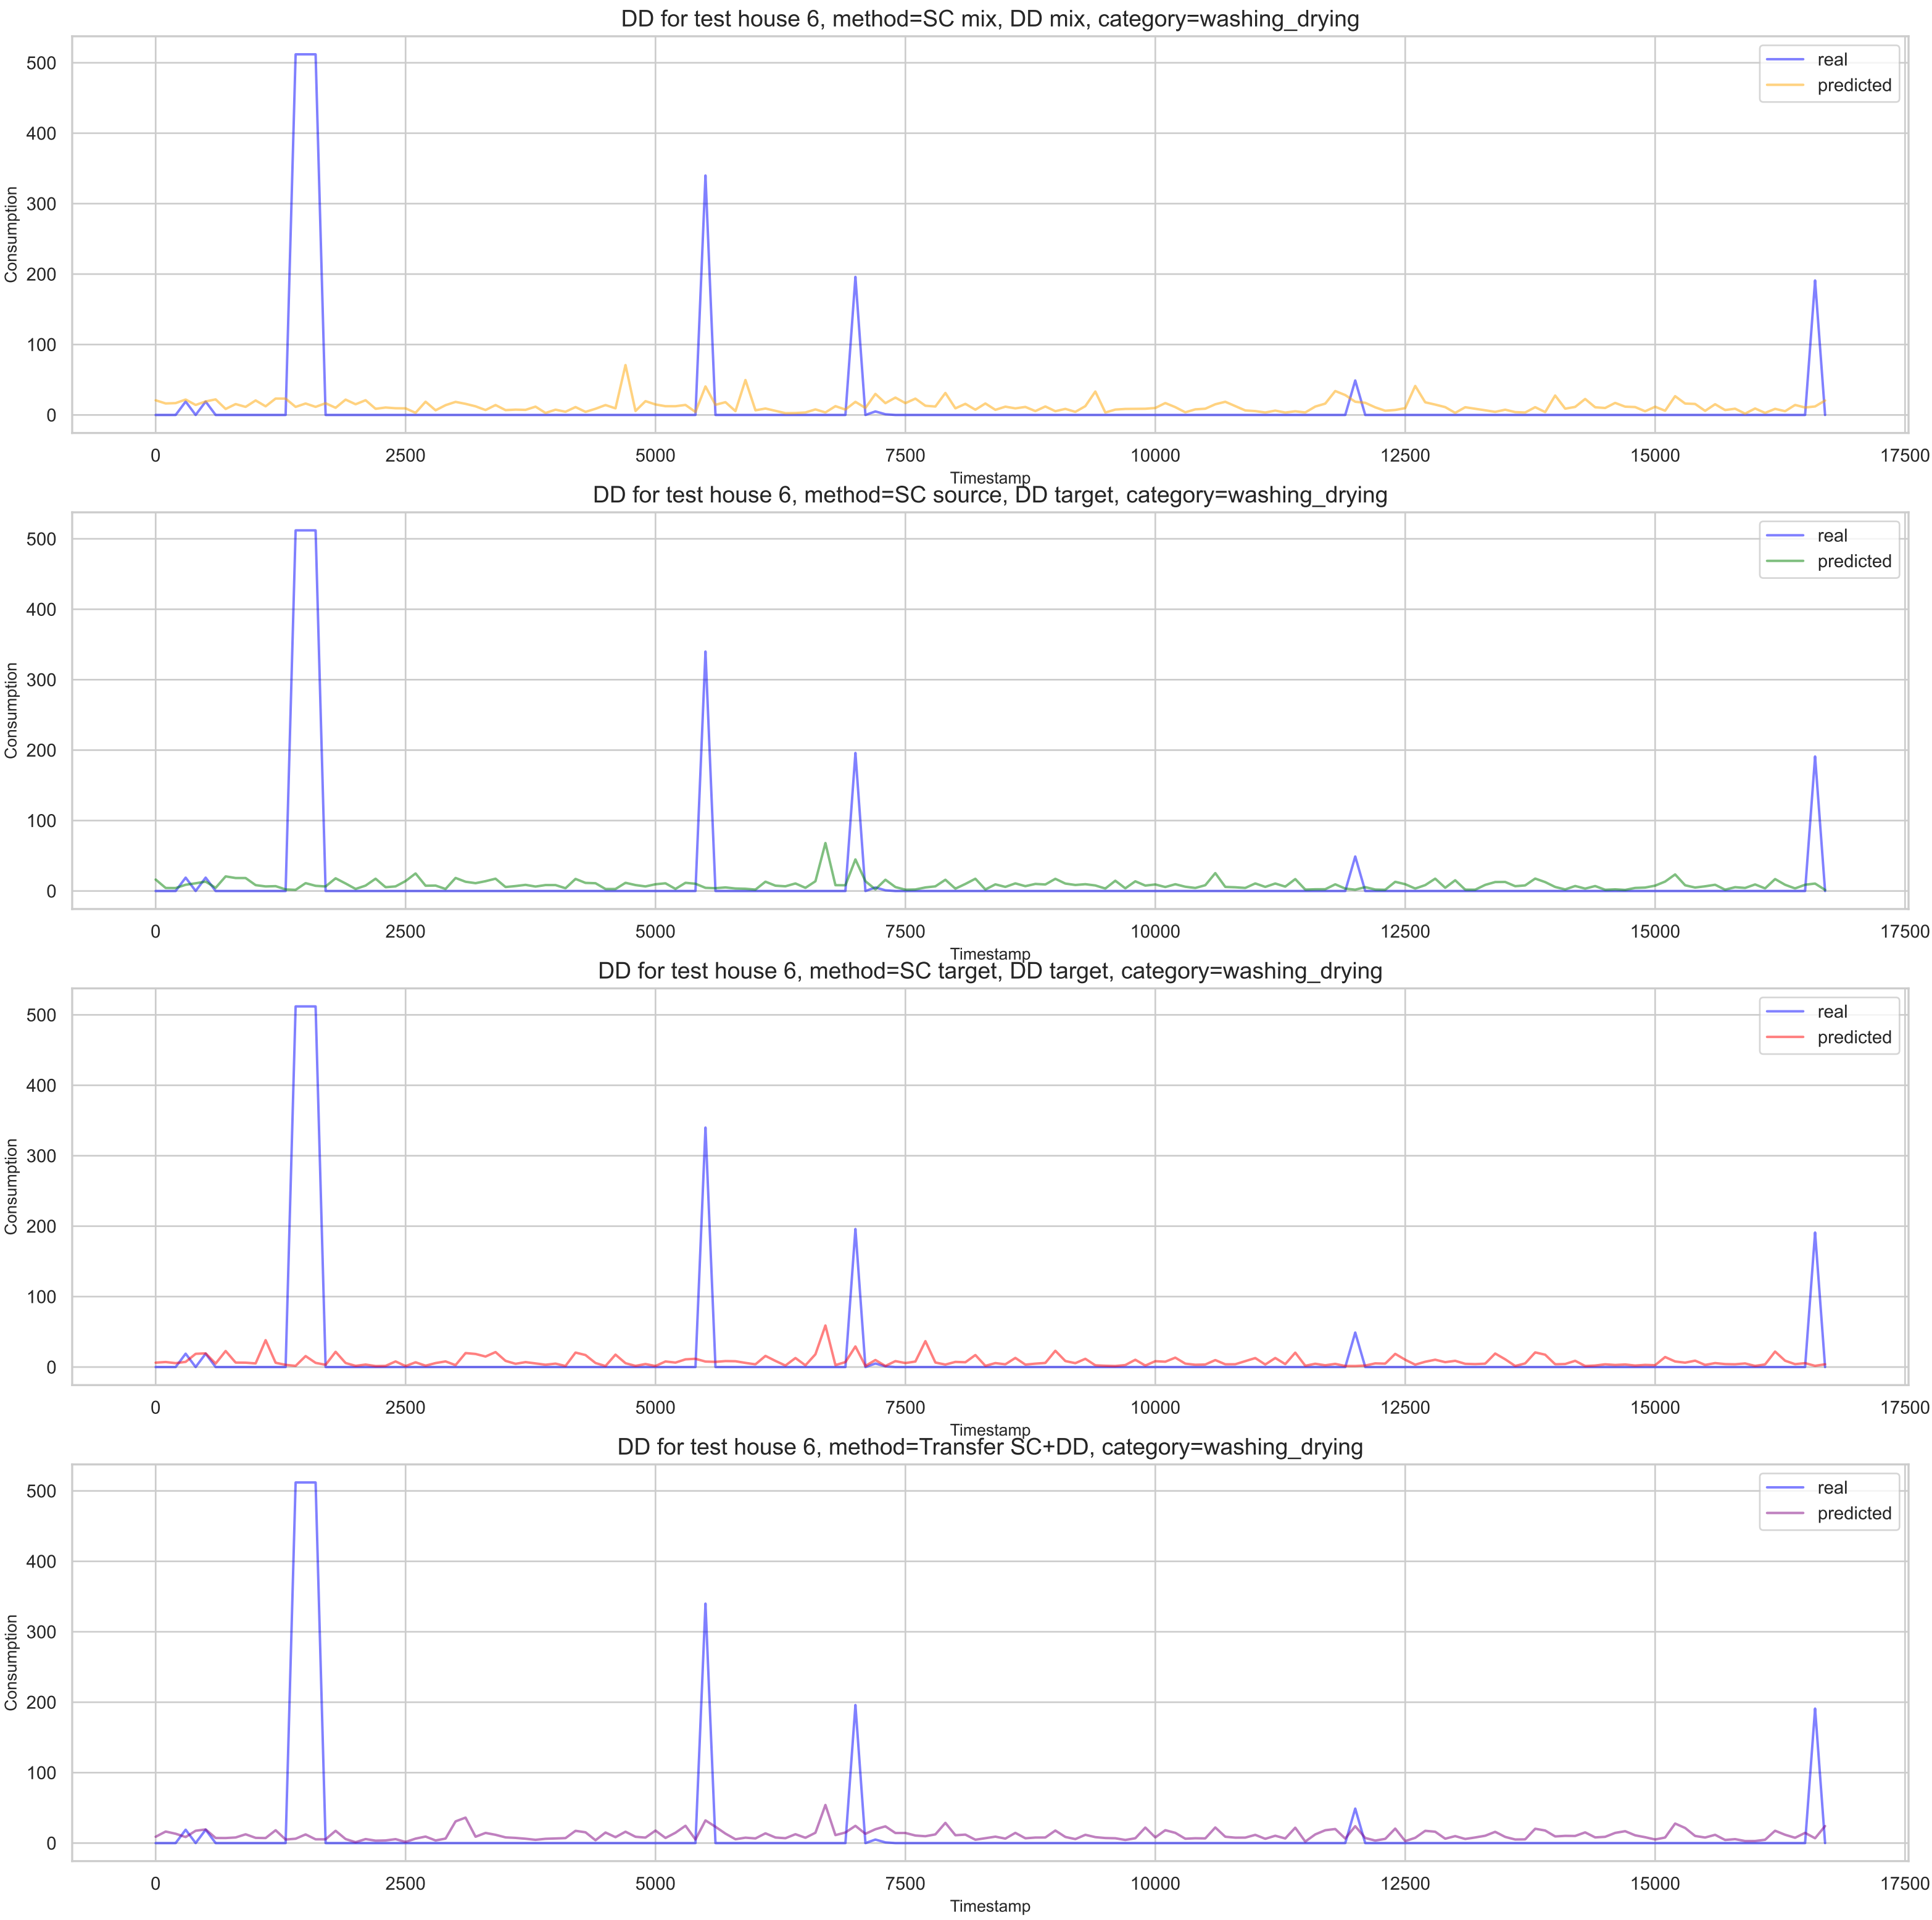 DD for test house 6, method=SC mix, DD mix, category=washing_drying
500
400
300
200
100
0
Consumption
real
predicted
0 2500 5000 7500 10000 12500 15000 17500
Timestamp
DD for test house 6, method=SC source, DD target, category=washing_drying
500
400
300
200
100
0
Consumption
real
predicted
0 2500 5000 7500 10000 12500 15000 17500
Timestamp
DD for test house 6, method=SC target, DD target, category=washing_drying
500
400
300
200
100
0
Consumption
real
predicted
0 2500 5000 7500 10000 12500 15000 17500
Timestamp
DD for test house 6, method=Transfer SC+DD, category=washing_drying
500
400
300
200
100
0
Consumption
real
predicted
0 2500 5000 7500 10000 12500 15000 17500
Timestamp